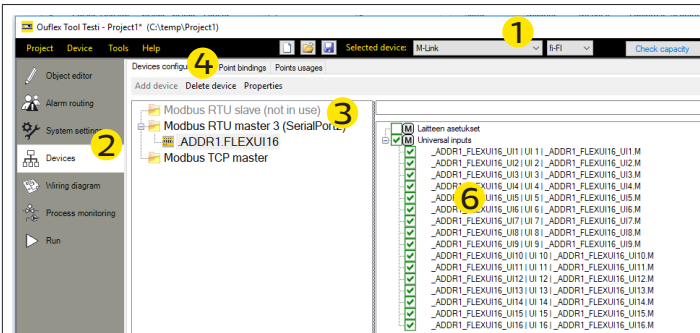 Ouflex Tool Testi - Project1* (C:\temp\Project1)
Project Device Tools Help Selected device: M-Link fi-FI Check capacity
1
Object editor
Alarm routing
System settings
Devices
Wiring diagram
Process monitoring
Run
2
Devices configu Point bindings Points usages
4
Add device Delete device Properties
Modbus RTU slave (not in use)
3
Modbus RTU master 3 (SerialPort2)
ADDR1.FLEXUI16
Modbus TCP master
M Laitteen asetukset
M Universal inputs
_ADDR1_FLEXUI16_UI1 | UI 1 | _ADDR1_FLEXUI16_UI1.M
_ADDR1_FLEXUI16_UI2 | UI 2 | _ADDR1_FLEXUI16_UI2.M
_ADDR1_FLEXUI16_UI3 | UI 3 | _ADDR1_FLEXUI16_UI3.M
_ADDR1_FLEXUI16_UI4 | UI 4 | _ADDR1_FLEXUI16_UI4.M
_ADDR1_FLEXUI16_UI5 | UI 5 | _ADDR1_FLEXUI16_UI5.M
_ADDR1_FLEXUI16_UI6 | UI 6 | _ADDR1_FLEXUI16_UI6.M
6
_ADDR1_FLEXUI16_UI7 | UI 7 | _ADDR1_FLEXUI16_UI7.M
_ADDR1_FLEXUI16_UI8 | UI 8 | _ADDR1_FLEXUI16_UI8.M
_ADDR1_FLEXUI16_UI9 | UI 9 | _ADDR1_FLEXUI16_UI9.M
_ADDR1_FLEXUI16_UI10 | UI 10 | _ADDR1_FLEXUI16_UI10.M
_ADDR1_FLEXUI16_UI11 | UI 11 | _ADDR1_FLEXUI16_UI11.M
_ADDR1_FLEXUI16_UI12 | UI 12 | _ADDR1_FLEXUI16_UI12.M
_ADDR1_FLEXUI16_UI13 | UI 13 | _ADDR1_FLEXUI16_UI13.M
_ADDR1_FLEXUI16_UI14 | UI 14 | _ADDR1_FLEXUI16_UI14.M
_ADDR1_FLEXUI16_UI15 | UI 15 | _ADDR1_FLEXUI16_UI15.M
_ADDR1_FLEXUI16_UI16 | UI 16 | _ADDR1_FLEXUI16_UI16.M